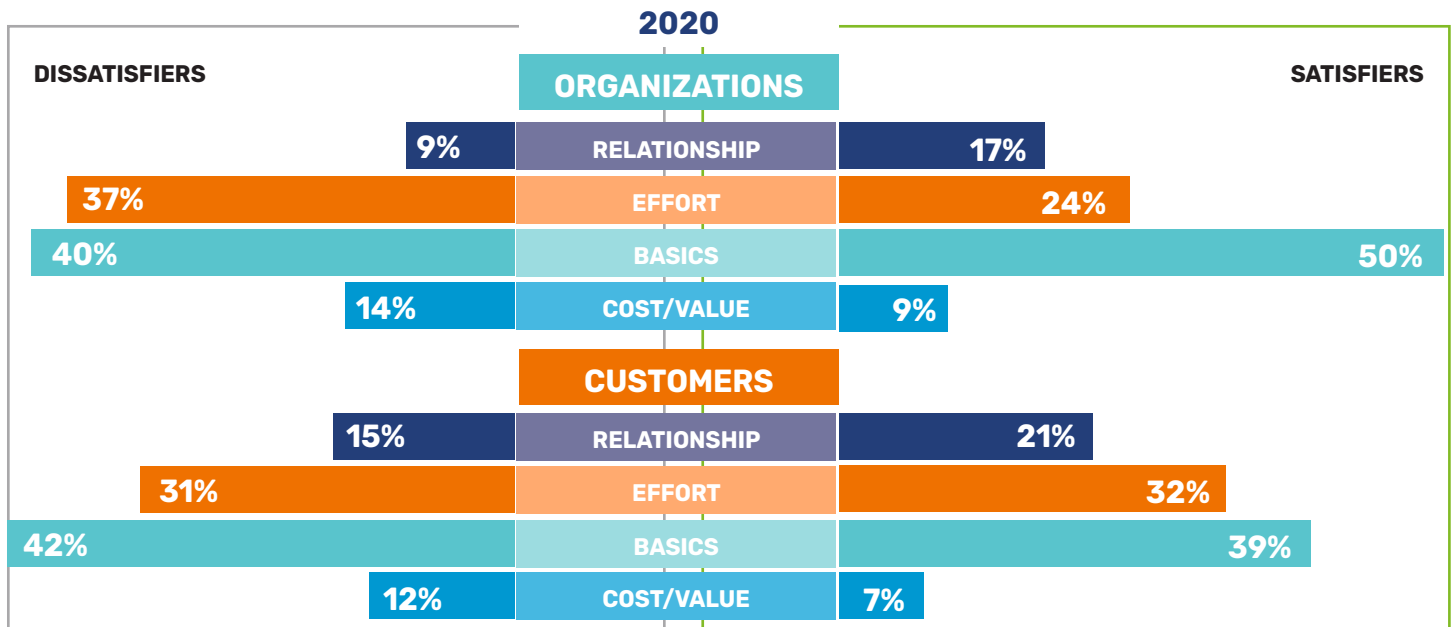 2020
DISSATISFIERS SATISFIERS
ORGANIZATIONS
9% RELATIONSHIP 17%
37% EFFORT 24%
40% BASICS 50%
14% COST/VALUE 9%
CUSTOMERS
15% RELATIONSHIP 21%
31% EFFORT 32%
42% BASICS 39%
12% COST/VALUE 7%